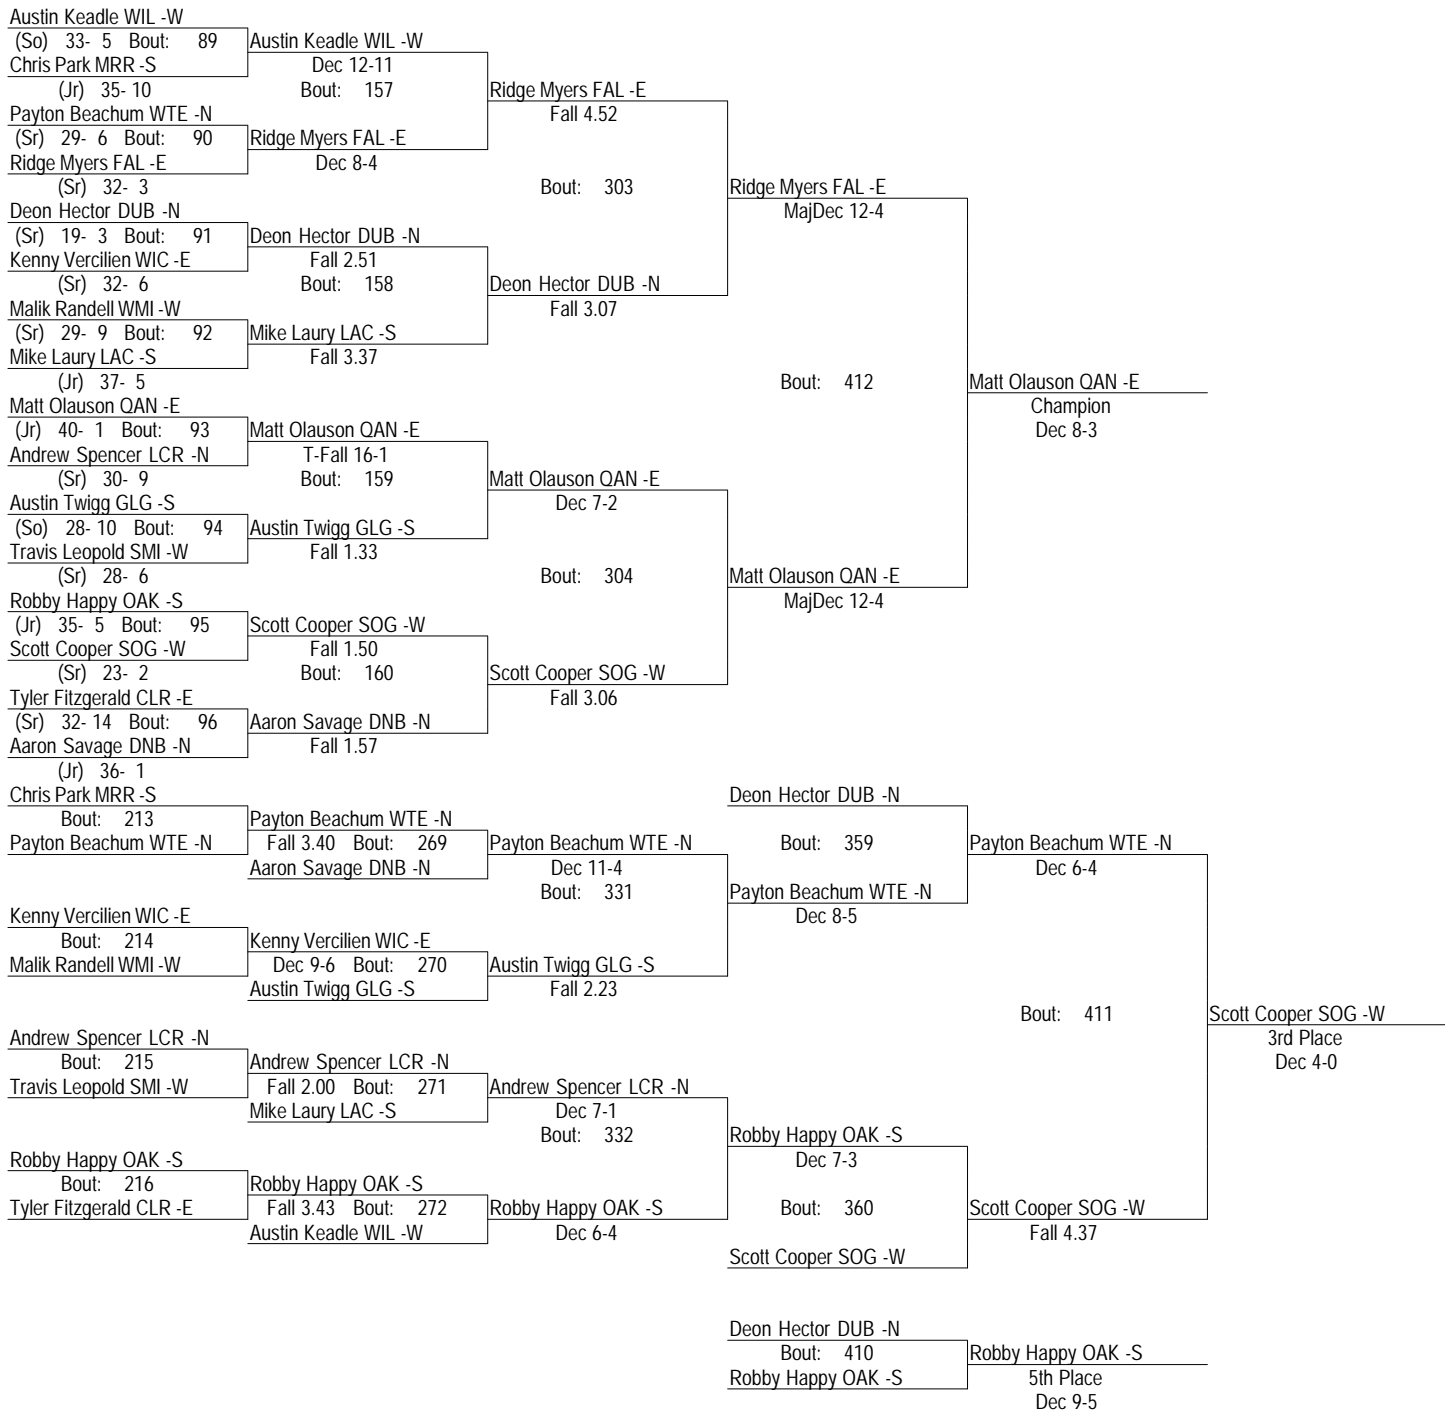 Austin Keadle WIL -W
(So) 33- 5 Bout: 89
Chris Park MRR -S
(Jr) 35- 10
Payton Beachum WTE -N
(Sr) 29- 6 Bout: 90
Ridge Myers FAL -E
(Sr) 32- 3
Deon Hector DUB -N
(Sr) 19- 3 Bout: 91
Kenny Vercilien WIC -E
(Sr) 32- 6
Malik Randell WMI -W
(Sr) 29- 9 Bout: 92
Mike Laury LAC -S
(Jr) 37- 5
Matt Olauson QAN -E
(Jr) 40- 1 Bout: 93
Andrew Spencer LCR -N
(Sr) 30- 9
Austin Twigg GLG -S
(So) 28- 10 Bout: 94
Travis Leopold SMI -W
(Sr) 28- 6
Robby Happy OAK -S
(Jr) 35- 5 Bout: 95
Scott Cooper SOG -W
(Sr) 23- 2
Tyler Fitzgerald CLR -E
(Sr) 32- 14 Bout: 96
Aaron Savage DNB -N
(Jr) 36- 1
Austin Keadle WIL -W
Dec 12-11
Bout: 157
Ridge Myers FAL -E
Dec 8-4
Deon Hector DUB -N
Fall 2.51
Bout: 158
Mike Laury LAC -S
Fall 3.37
Matt Olauson QAN -E
T-Fall 16-1
Bout: 159
Austin Twigg GLG -S
Fall 1.33
Scott Cooper SOG -W
Fall 1.50
Bout: 160
Aaron Savage DNB -N
Fall 1.57
Ridge Myers FAL -E
Fall 4.52
Bout: 303
Deon Hector DUB -N
Fall 3.07
Matt Olauson QAN -E
Dec 7-2
Bout: 304
Scott Cooper SOG -W
Fall 3.06
Ridge Myers FAL -E
MajDec 12-4
Bout: 412
Matt Olauson QAN -E
MajDec 12-4
Matt Olauson QAN -E
Champion
Dec 8-3
Chris Park MRR -S
Bout: 213
Payton Beachum WTE -N
Kenny Vercilien WIC -E
Bout: 214
Malik Randell WMI -W
Andrew Spencer LCR -N
Bout: 215
Travis Leopold SMI -W
Robby Happy OAK -S
Bout: 216
Tyler Fitzgerald CLR -E
Payton Beachum WTE -N
Fall 3.40 Bout: 269
Aaron Savage DNB -N
Kenny Vercilien WIC -E
Dec 9-6 Bout: 270
Austin Twigg GLG -S
Andrew Spencer LCR -N
Fall 2.00 Bout: 271
Mike Laury LAC -S
Robby Happy OAK -S
Fall 3.43 Bout: 272
Austin Keadle WIL -W
Payton Beachum WTE -N
Dec 11-4
Bout: 331
Austin Twigg GLG -S
Fall 2.23
Andrew Spencer LCR -N
Dec 7-1
Bout: 332
Robby Happy OAK -S
Dec 6-4
Deon Hector DUB -N
Bout: 359
Payton Beachum WTE -N
Dec 8-5
Robby Happy OAK -S
Dec 7-3
Bout: 360
Scott Cooper SOG -W
Payton Beachum WTE -N
Dec 6-4
Bout: 411
Scott Cooper SOG -W
Fall 4.37
Scott Cooper SOG -W
3rd Place
Dec 4-0
Deon Hector DUB -N
Bout: 410
Robby Happy OAK -S
Robby Happy OAK -S
5th Place
Dec 9-5